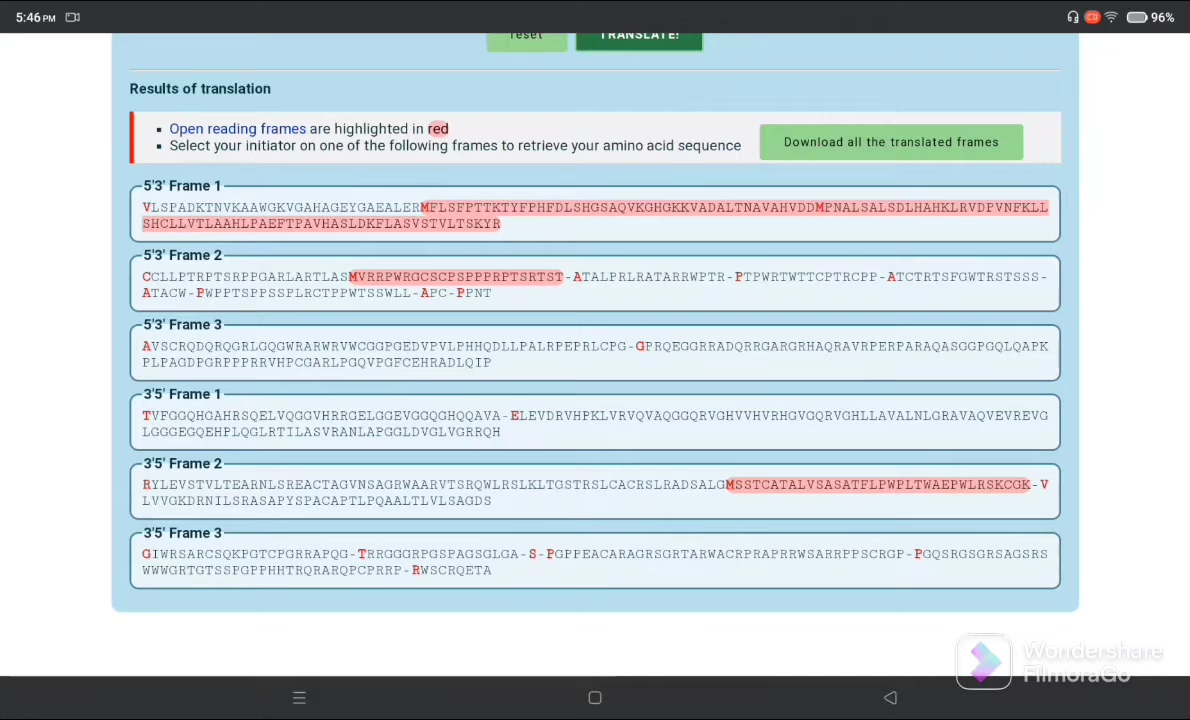 5:46 PM
96%
reset
TRANSLATE!
Results of translation
Open reading frames are highlighted in red
Select your initiator on one of the following frames to retrieve your amino acid sequence
Download all the translated frames
5'3' Frame 1
VLSPADKTNVKAAWGKVGAHAGEYGAEALERMFLSFPTTKTYFPHFDLSHGSAQVKGHGKKVADALTNAVAHVDDMPNALSALSDLHAHKLRVDPVNFKLL
SHCLLVTLAAHLPAEFTPAVHASLDKFLASVSTVLTSKYR
5'3' Frame 2
CCLLPTRPTSRPPGARLARTLASMVRRPWRGCSCPSPPPRPTSRTST-ATALPRLRATARRWPTR-PTPWRTWTTCPTRCPP-ATCTRTSFGWTRSTSSS-
ATACW-PWPPTSPPSSPLRCTPPWTSSWLL-APC-PPNT
5'3' Frame 3
AVSCRQDQRQGRLGQGWRARWRVWCGGPGEDVPVLPHHQDLLPALRPEPRLCPG-GPRQEGGRRADQRRGARGRHAQRAVRPERPARAQASGGPGQLQAPK
PLPAGDPGRPPPRRVHPCGARLPGQVPGFCEHRADLQIP
3'5' Frame 1
TVFGGQHGAHRSQELVQGGVHRRGELGGEVGGQGHQQAVA-ELEVDRVHPKLVRVQVAQGGQRVGHVVHVRHGVGQRVGHLLAVALNLGRAVAQVEVREVG
LGGGEGQEHPLQGLRTILASVRANLAPGGLDVGLVGRRQH
3'5' Frame 2
RYLEVSTVLTEARNLSREACTAGVNSAGRWAARVTSRQWLRSLKLTGSTRSLCACRSLRADSALGMSSTCATALVSASATFLPWPLTWAEPWLRSKCGK-V
LVVGKDRNILSRASAPYSPACAPTLPQAALTLVLSAGDS
3'5' Frame 3
GIWRSARCSQKPGTCPGRRAPQG-TRRGGGRPGSPAGSGLGA-S-PGPPEACARAGRSGRTARWACRPRAPRRWSARRPPSCRGP-PGQSRGSGRSAGSRS
WWWGRTGTSSPGPPHHTRQRARQPCPRRP-RWSCRQETA
Wondershare
FilmoraGo